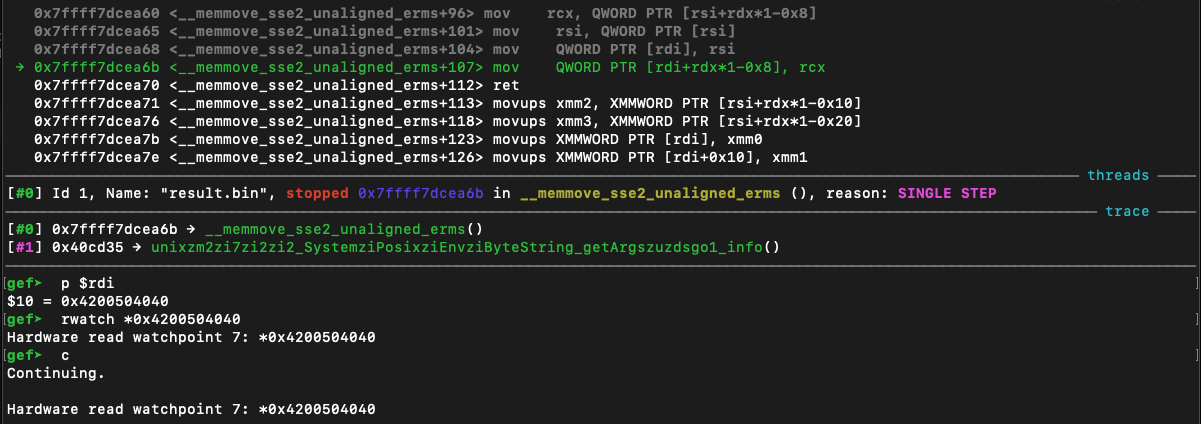 0x7ffff7dcea60 <__memmove_sse2_unaligned_erms+96> mov    rcx, QWORD PTR [rsi+rdx*1-0x8]
0x7ffff7dcea65 <__memmove_sse2_unaligned_erms+101> mov    rsi, QWORD PTR [rsi]
0x7ffff7dcea68 <__memmove_sse2_unaligned_erms+104> mov    QWORD PTR [rdi], rsi
→ 0x7ffff7dcea6b <__memmove_sse2_unaligned_erms+107> mov    QWORD PTR [rdi+rdx*1-0x8], rcx
0x7ffff7dcea70 <__memmove_sse2_unaligned_erms+112> ret
0x7ffff7dcea71 <__memmove_sse2_unaligned_erms+113> movups xmm2, XMMWORD PTR [rsi+rdx*1-0x10]
0x7ffff7dcea76 <__memmove_sse2_unaligned_erms+118> movups xmm3, XMMWORD PTR [rsi+rdx*1-0x20]
0x7ffff7dcea7b <__memmove_sse2_unaligned_erms+123> movups XMMWORD PTR [rdi], xmm0
0x7ffff7dcea7e <__memmove_sse2_unaligned_erms+126> movups XMMWORD PTR [rdi+0x10], xmm1
threads
[#0] Id 1, Name: "result.bin", stopped 0x7ffff7dcea6b in __memmove_sse2_unaligned_erms (), reason: SINGLE STEP
trace
[#0] 0x7ffff7dcea6b → __memmove_sse2_unaligned_erms()
[#1] 0x40cd35 → unixzm2zi7zi2zi2_SystemziPosixziEnvziByteString_getArgszuzdsgo1_info()
gef➤  p $rdi
$10 = 0x4200504040
gef➤  rwatch *0x4200504040
Hardware read watchpoint 7: *0x4200504040
gef➤  c
Continuing.
Hardware read watchpoint 7: *0x4200504040